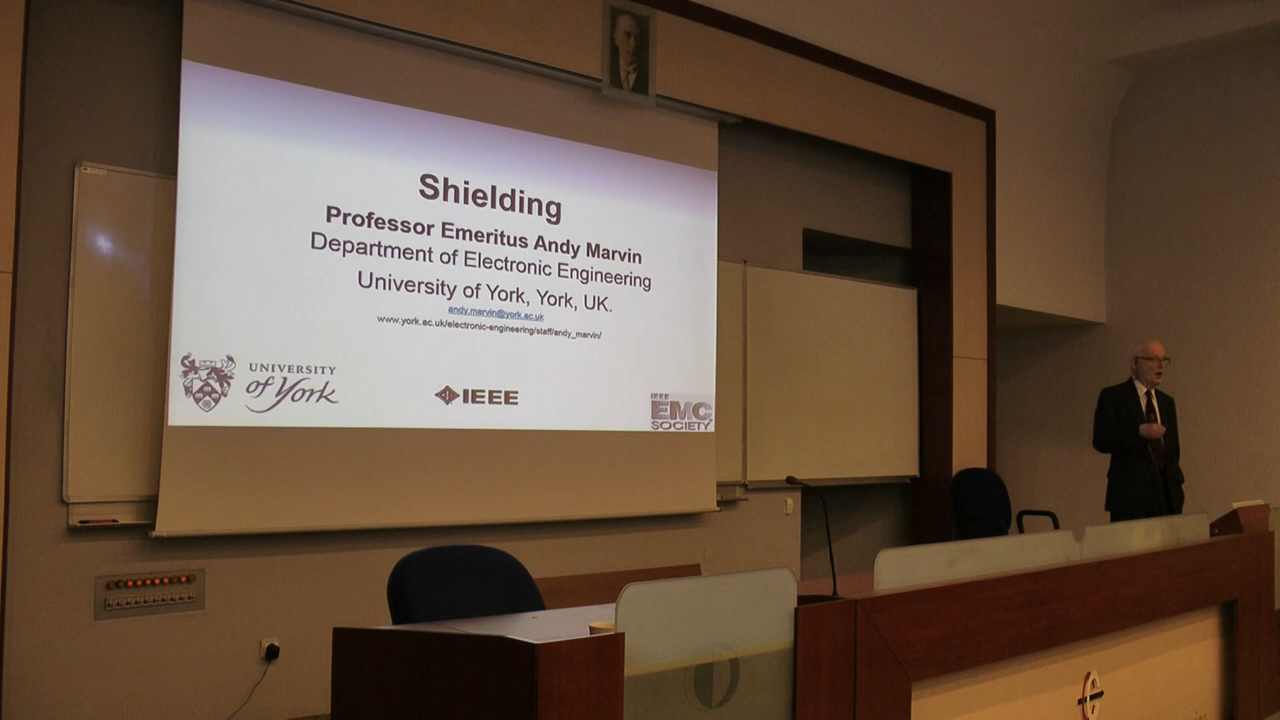 Shielding
Professor Emeritus Andy Marvin
Department of Electronic Engineering
University of York, York, UK.
andy.marvin@york.ac.uk
www.york.ac.uk/electronic-engineering/staff/andy_marvin/
UNIVERSITY
of York
IEEE
IEEE
EMC
SOCIETY